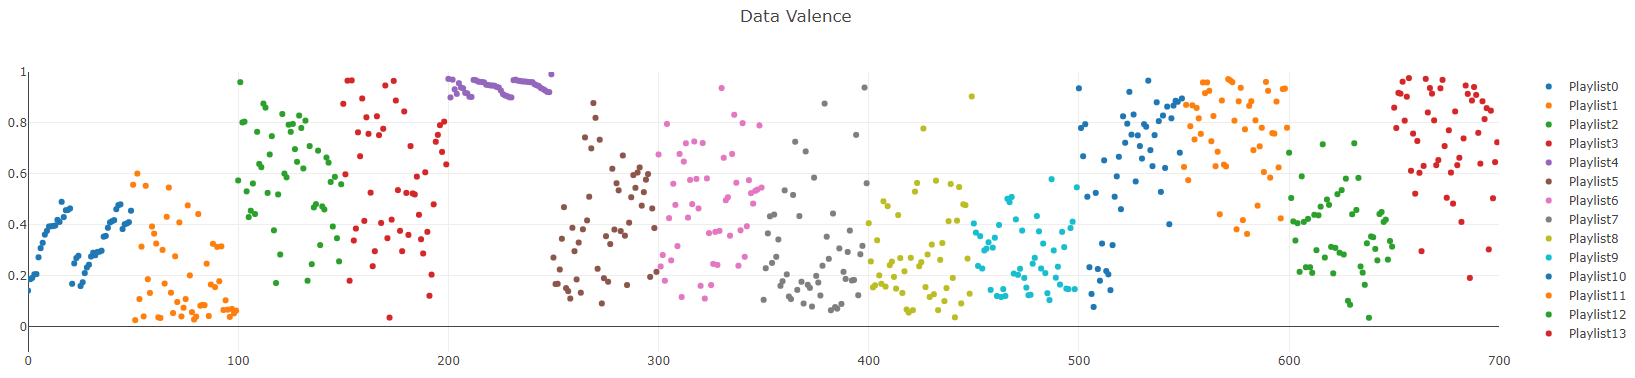 Data Valence
1
0.8
0.6
0.4
0.2
0
0
100
200
300
400
500
600
700
Playlist0
Playlist1
Playlist2
Playlist3
Playlist4
Playlist5
Playlist6
Playlist7
Playlist8
Playlist9
Playlist10
Playlist11
Playlist12
Playlist13